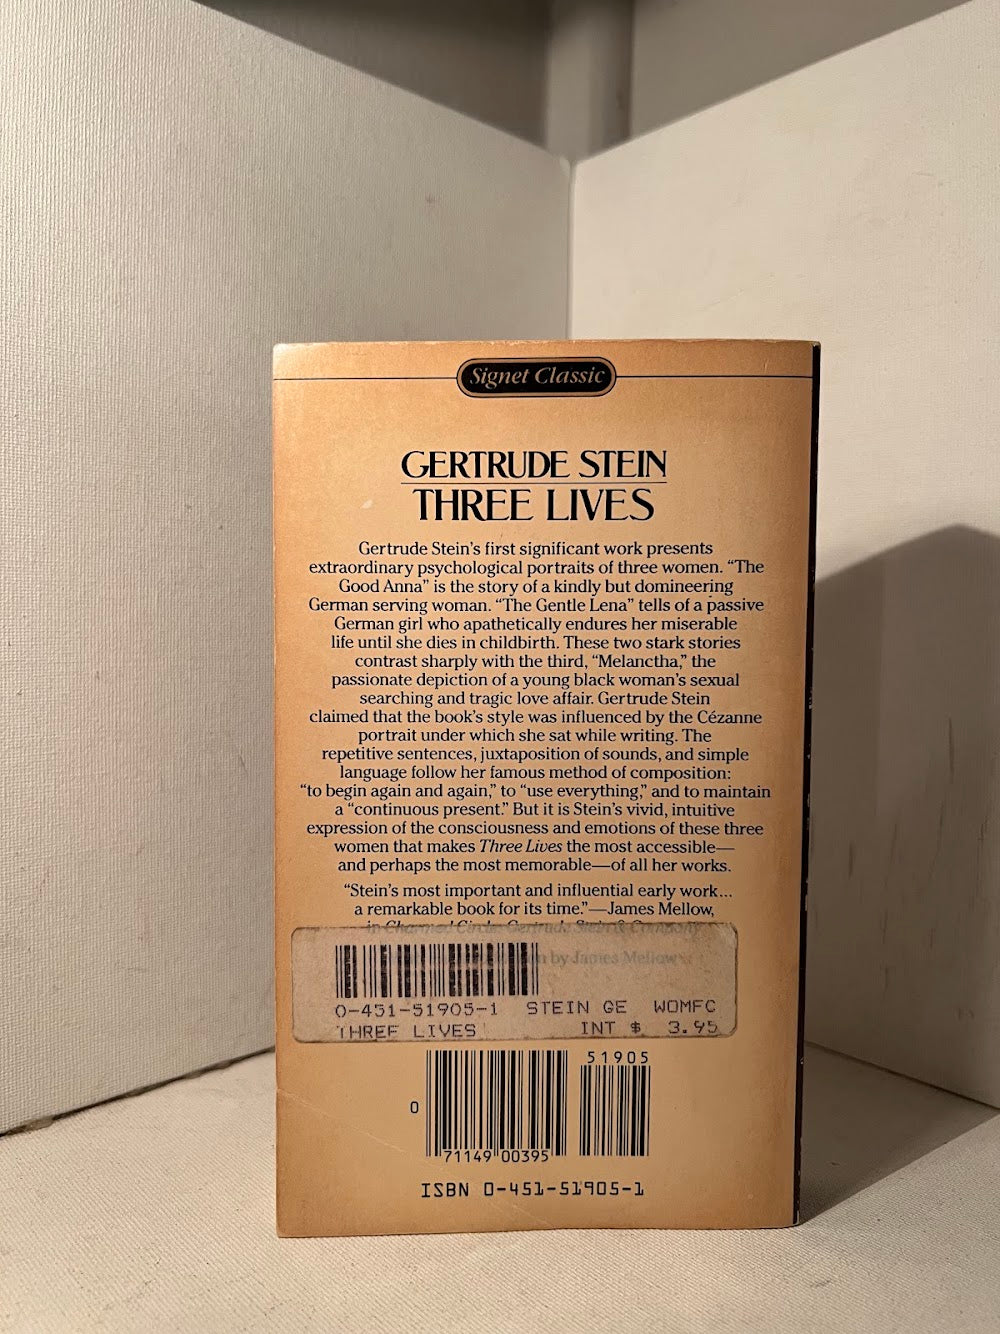 Signet Classic
GERTRUDE STEIN
THREE LIVES
Gertrude Stein's first significant work presents
extraordinary psychological portraits of three women. “The
Good Anna” is the story of a kindly but domineering
German serving woman. “The Gentle Lena” tells of a passive
German girl who apathetically endures her miserable
life until she dies in childbirth. These two stark stories
contrast sharply with the third, “Melanctha,” the
passionate depiction of a young black woman's sexual
searching and tragic love affair. Gertrude Stein
claimed that the book's style was influenced by the Cézanne
portrait under which she sat while writing. The
repetitive sentences, juxtaposition of sounds, and simple
language follow her famous method of composition:
“to begin again and again,” to “use everything,” and to maintain
a “continuous present.” But it is Stein's vivid, intuitive
expression of the consciousness and emotions of these three
women that makes Three Lives the most accessible—
and perhaps the most memorable—of all her works.
“Stein's most important and influential early work...
a remarkable book for its time.”—James Mellow,
in Charmed Circle: Gertrude Stein & Company
by James Mellow
0-451-51905-1 STEIN GE WOMFC
THREE LIVES INT $ 3.95
51905
0
71149 00395
ISBN 0-451-51905-1